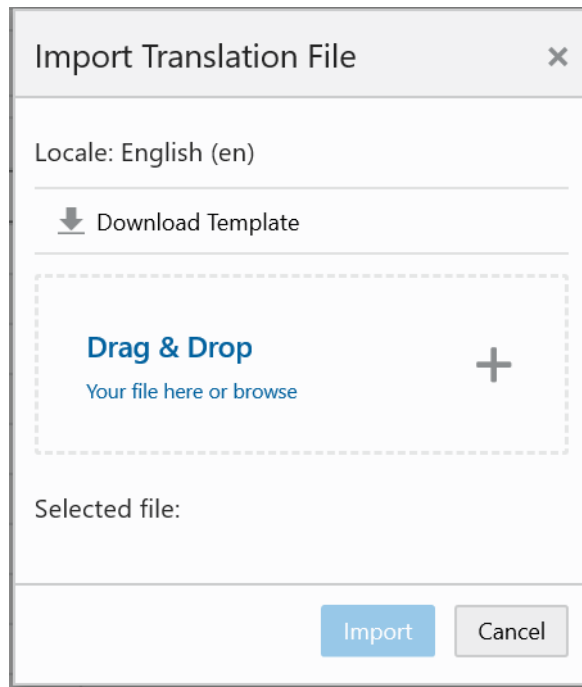 Import Translation File
Locale: English (en)
Download Template
Drag & Drop
Your file here or browse
Selected file:
Import
Cancel